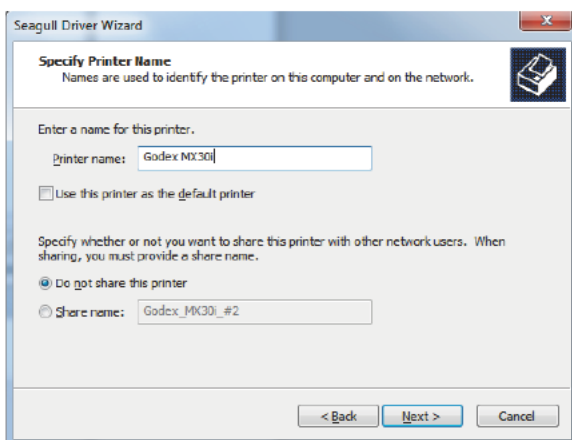 Seagull Driver Wizard
Specify Printer Name
Names are used to identify the printer on this computer and on the network.
Enter a name for this printer.
Printer name: Godex MX30i
Use this printer as the default printer
Specify whether or not you want to share this printer with other network users. When
sharing, you must provide a share name.
Do not share this printer
Share name: Godex_MX30i_#2
< Back Next > Cancel